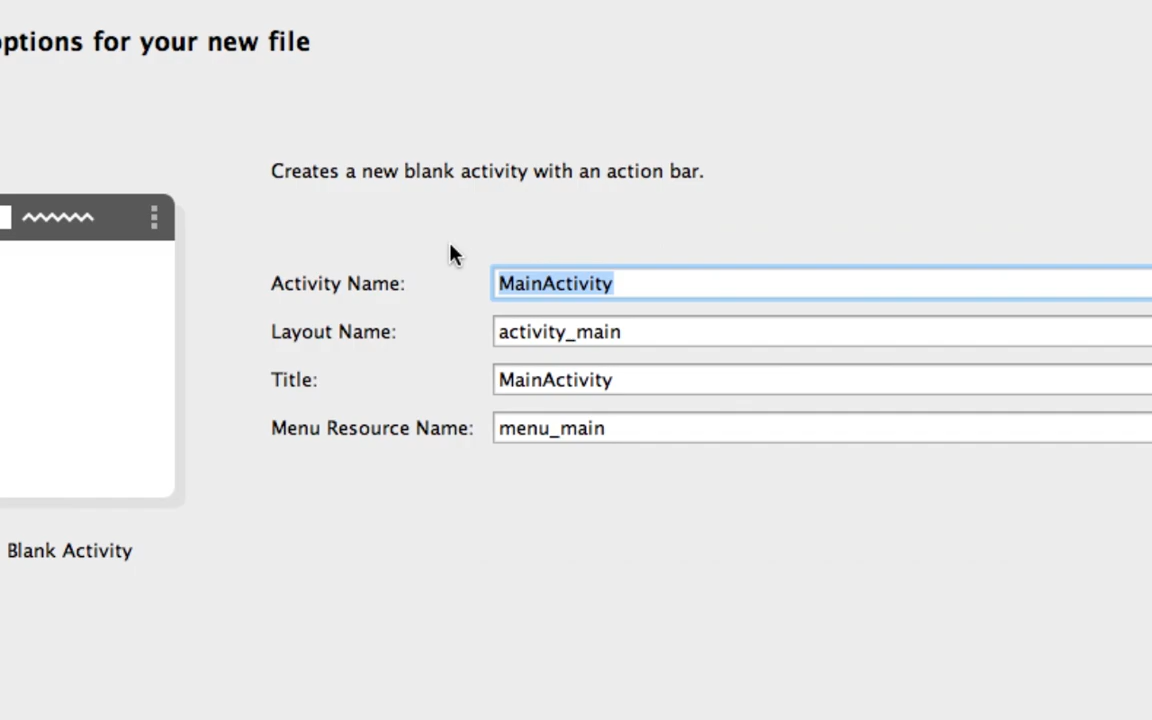 options for your new file
Creates a new blank activity with an action bar.
Activity Name: MainActivity
Layout Name: activity_main
Title: MainActivity
Menu Resource Name: menu_main
Blank Activity